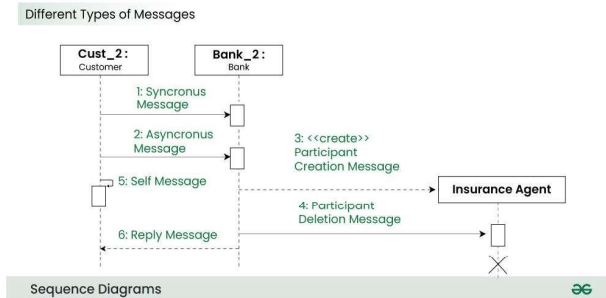 Different Types of Messages
Cust_2:
Customer
Bank_2:
Bank
1: Syncronus
Message
2: Asyncronus
Message
3: <<create>>
Participant
Creation Message
5: Self Message
Insurance Agent
4: Participant
Deletion Message
6: Reply Message
Sequence Diagrams